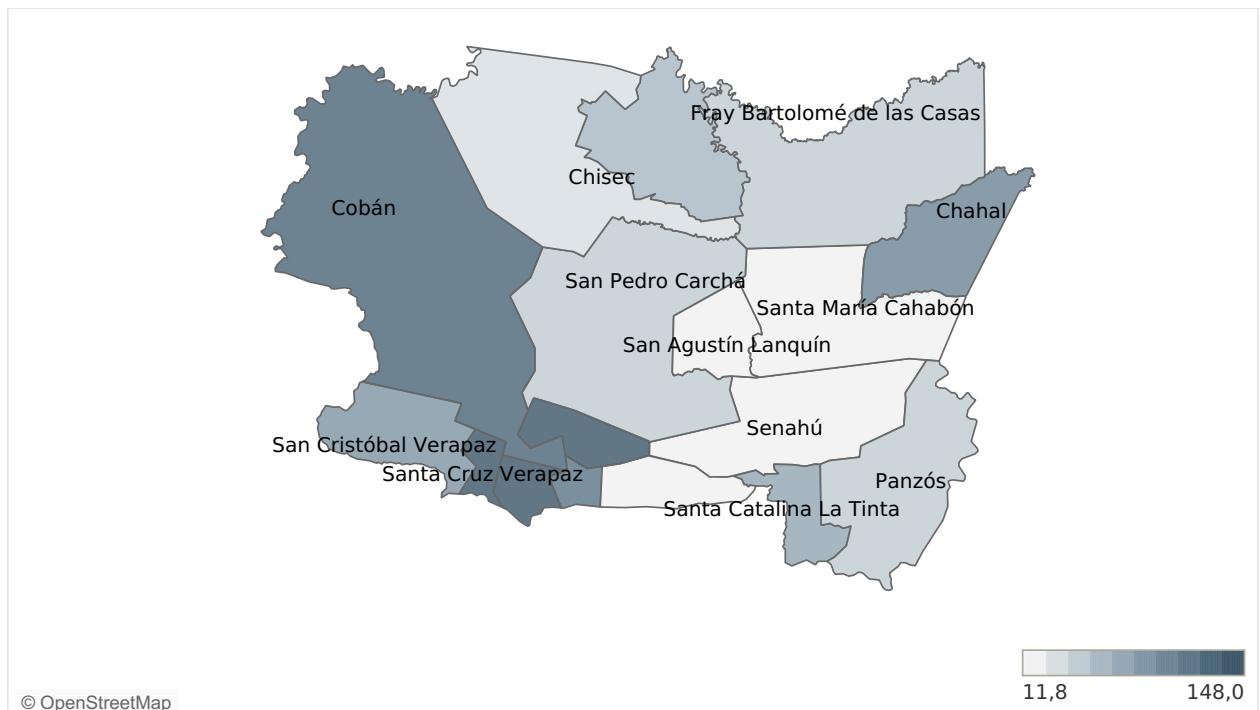 Fray Bartolomé de las Casas
Chisec
Cobán
Chahal
San Pedro Carchá
Santa María Cahabón
San Agustín Lanquín
Senahú
San Cristóbal Verapaz
Santa Cruz Verapaz
Panzós
Santa Catalina La Tinta
11,8
148,0
© OpenStreetMap